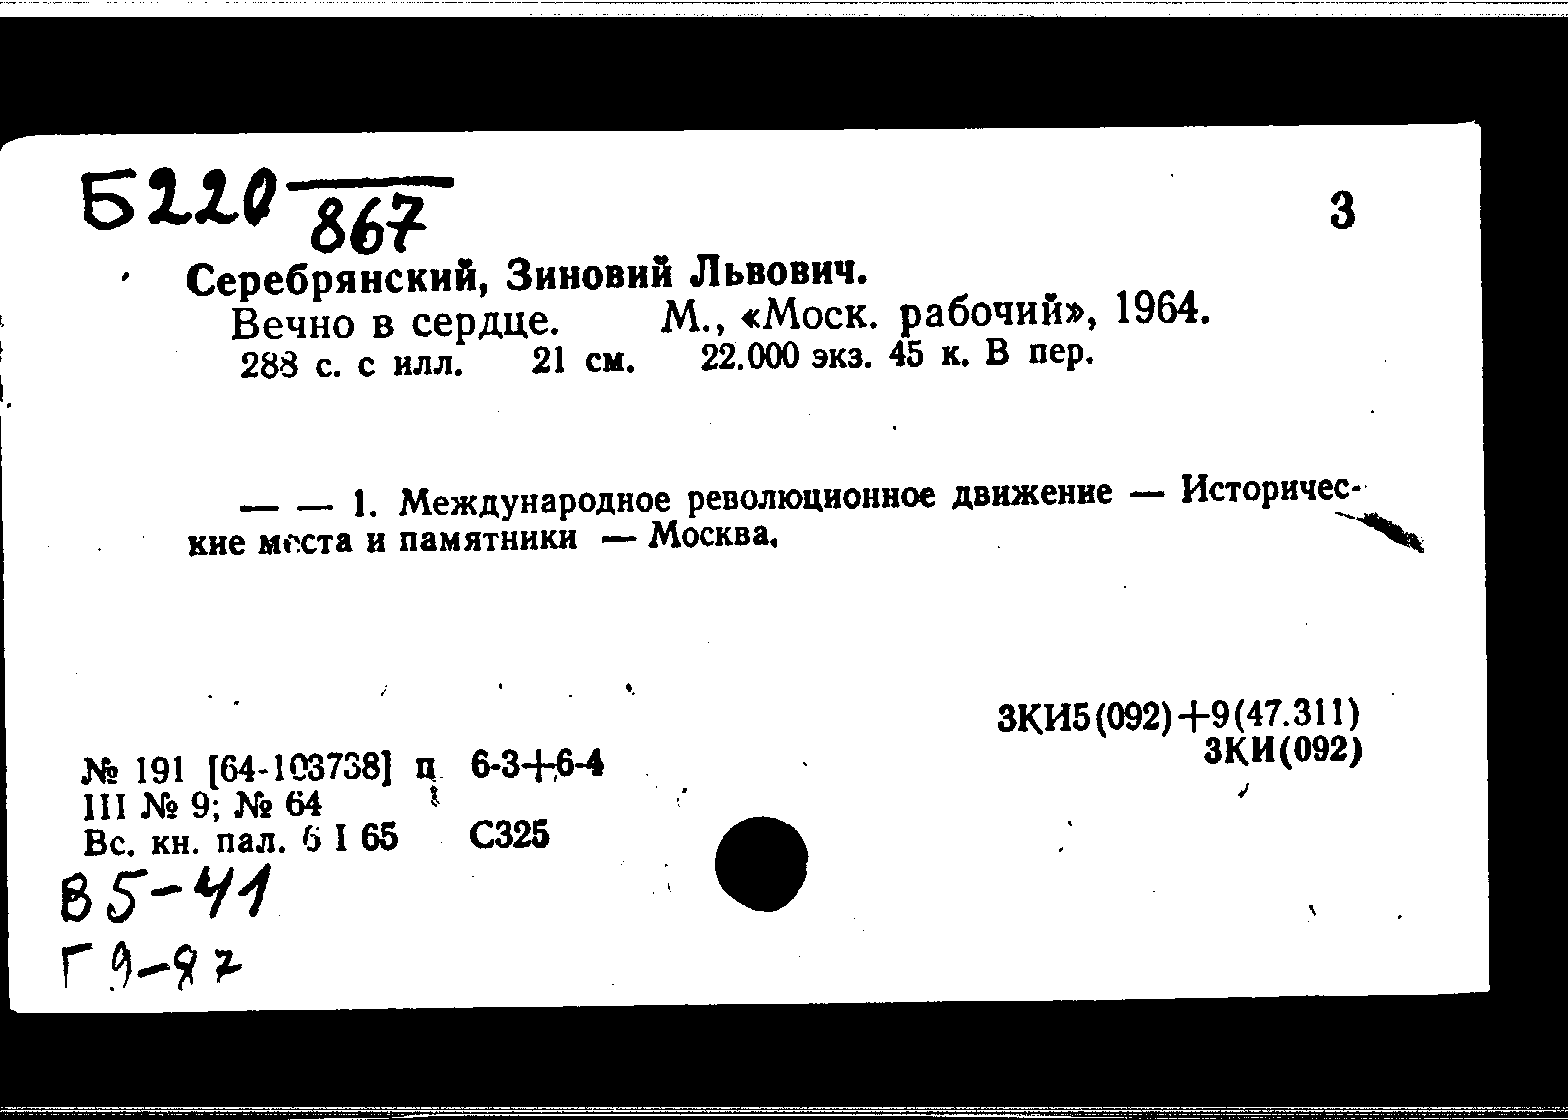 Б220
867
3
Серебрянский, Зиновий Львович.
Вечно в сердце. М., «Моск. рабочий», 1964.
288 с. с илл. 21 см. 22.000 экз. 45 к. В пер.
— — 1. Международное революционное движение — Историчес-
кие места и памятники — Москва.
3КИ5(092)+9(47.311)
3КИ(092)
№ 191 [64-103738] п 6-3+6-4
III № 9; № 64
Вс. кн. пал. 6 I 65 С325
В5-41
Г9-87